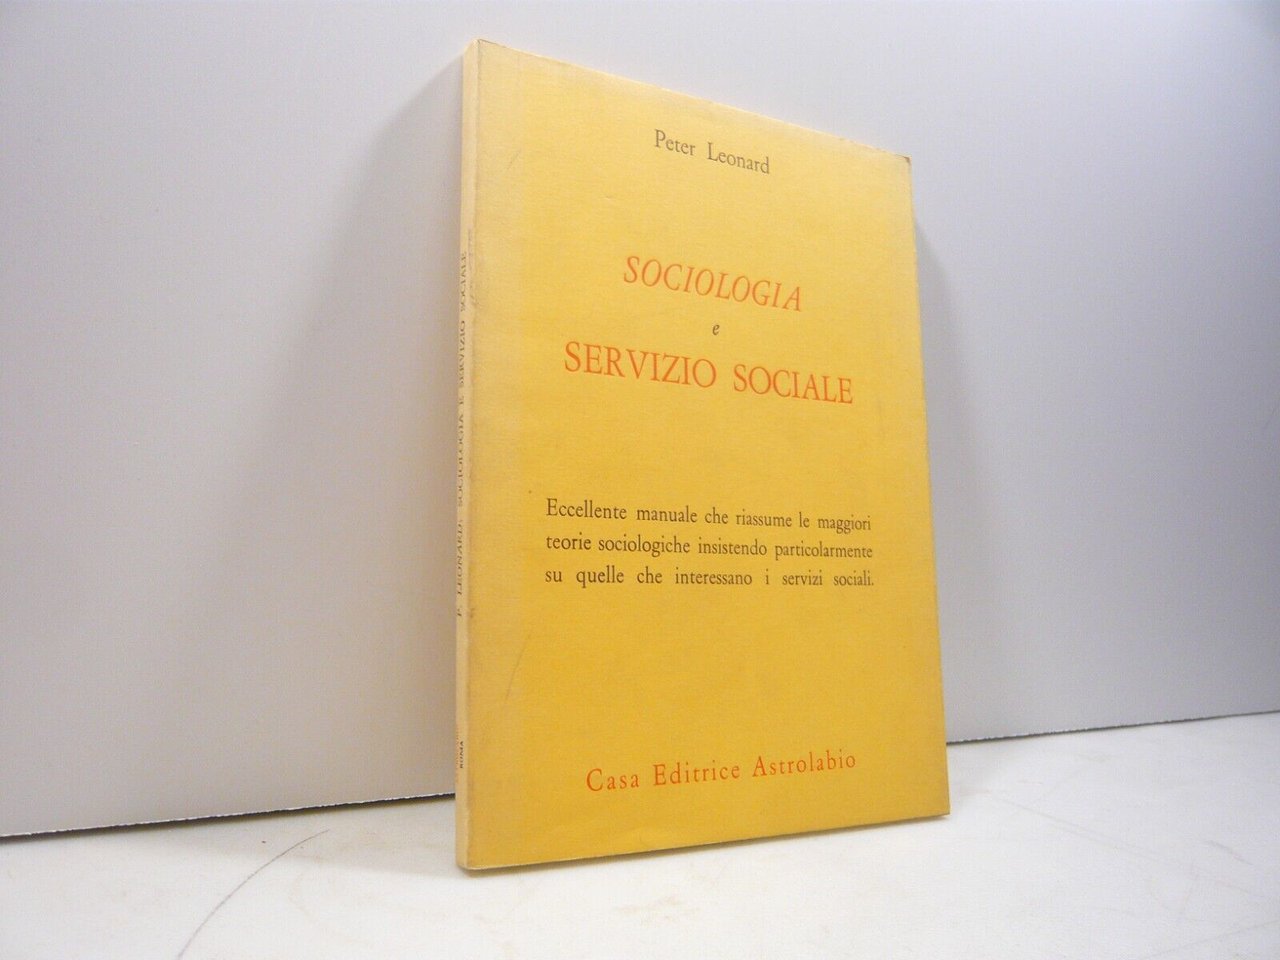 Peter Leonard
SOCIOLOGIA
e
SERVIZIO SOCIALE
Eccellente manuale che riassume le maggiori
teorie sociologiche insistendo particolarmente
su quelle che interessano i servizi sociali.
Casa Editrice Astrolabio
P. LEONARD, SOCIOLOGIA E SERVIZIO SOCIALE
ROMA